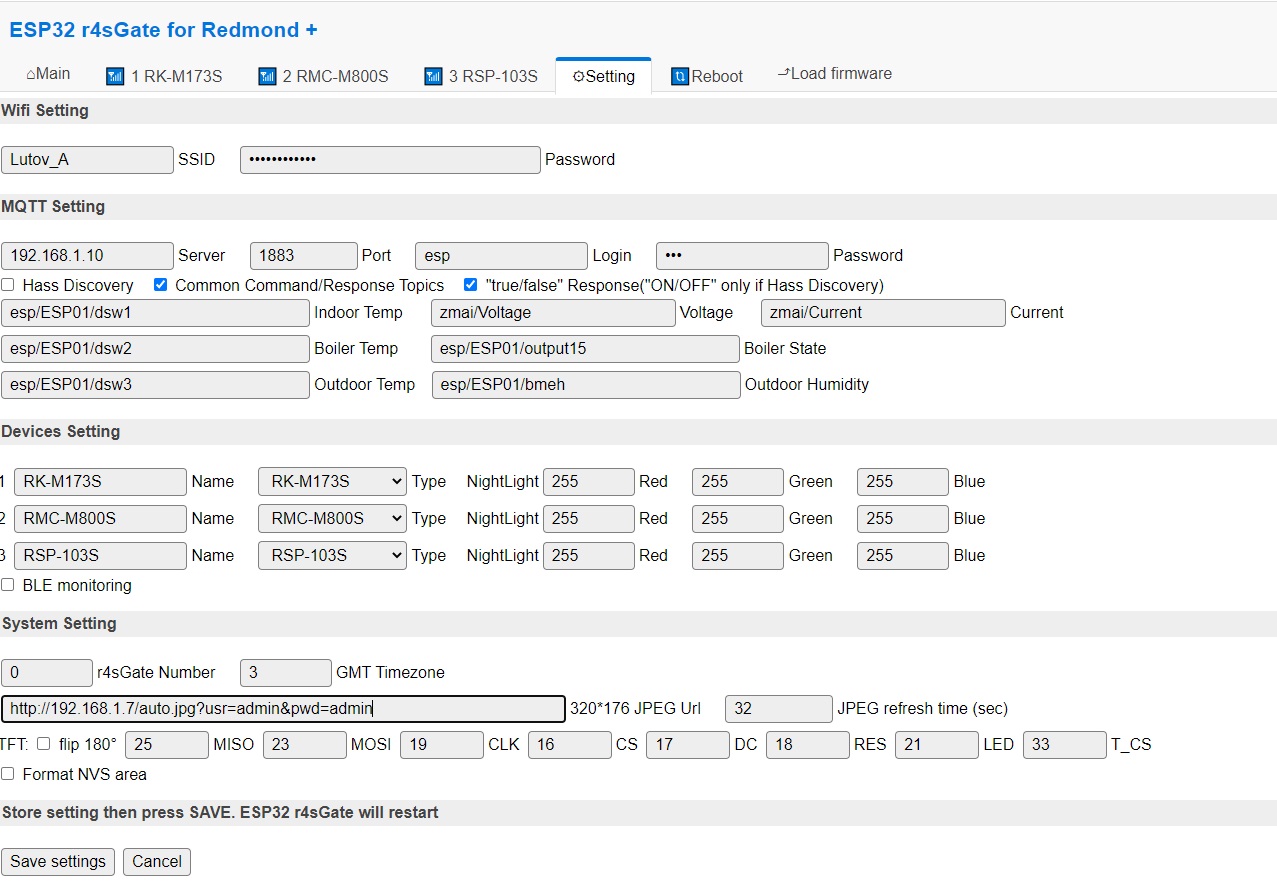 ESP32 r4sGate for Redmond +
⌂Main 1 RK-M173S 2 RMC-M800S 3 RSP-103S ⚙Setting Reboot Load firmware
Wifi Setting
Lutov_A SSID •••••••••••• Password
MQTT Setting
192.168.1.10 Server 1883 Port esp Login ••• Password
Hass Discovery Common Command/Response Topics "true/false" Response("ON/OFF" only if Hass Discovery)
esp/ESP01/dsw1 Indoor Temp zmai/Voltage Voltage zmai/Current Current
esp/ESP01/dsw2 Boiler Temp esp/ESP01/output15 Boiler State
esp/ESP01/dsw3 Outdoor Temp esp/ESP01/bmeh Outdoor Humidity
Devices Setting
1 RK-M173S Name RK-M173S Type NightLight 255 Red 255 Green 255 Blue
2 RMC-M800S Name RMC-M800S Type NightLight 255 Red 255 Green 255 Blue
3 RSP-103S Name RSP-103S Type NightLight 255 Red 255 Green 255 Blue
BLE monitoring
System Setting
0 r4sGate Number 3 GMT Timezone
http://192.168.1.7/auto.jpg?usr=admin&pwd=admin 320*176 JPEG Url 32 JPEG refresh time (sec)
TFT: flip 180° 25 MISO 23 MOSI 19 CLK 16 CS 17 DC 18 RES 21 LED 33 T_CS
Format NVS area
Store setting then press SAVE. ESP32 r4sGate will restart
Save settings Cancel